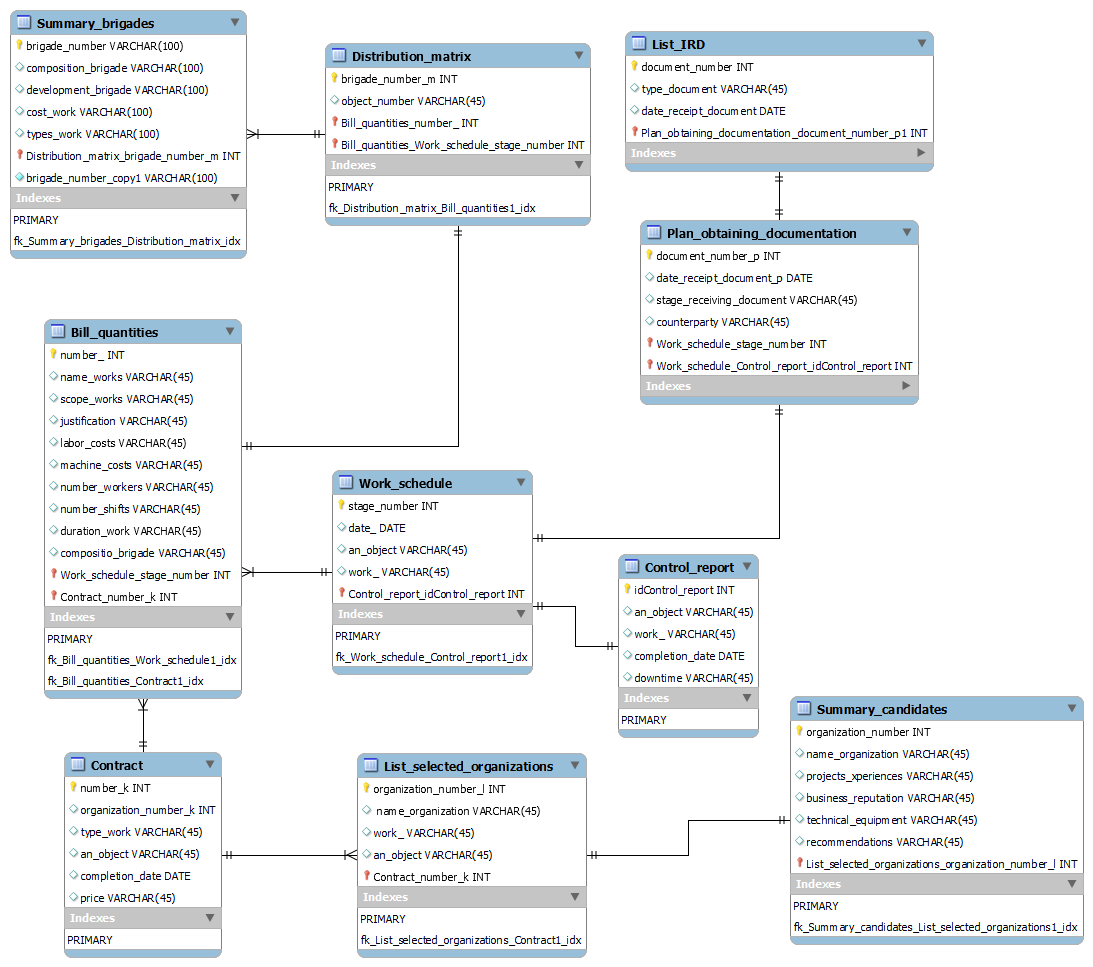 Summary_brigades
brigade_number VARCHAR(100)
composition_brigade VARCHAR(100)
development_brigade VARCHAR(100)
cost_work VARCHAR(100)
types_work VARCHAR(100)
Distribution_matrix_brigade_number_m INT
brigade_number_copy1 VARCHAR(100)
Indexes
PRIMARY
fk_Summary_brigades_Distribution_matrix_idx
Distribution_matrix
brigade_number_m INT
object_number VARCHAR(45)
Bill_quantities_number_ INT
Bill_quantities_Work_schedule_stage_number INT
Indexes
PRIMARY
fk_Distribution_matrix_Bill_quantities1_idx
List_IRD
document_number INT
type_document VARCHAR(45)
date_receipt_document DATE
Plan_obtaining_documentation_document_number_p1 INT
Indexes
Plan_obtaining_documentation
document_number_p INT
date_receipt_document_p DATE
stage_receiving_document VARCHAR(45)
counterparty VARCHAR(45)
Work_schedule_stage_number INT
Work_schedule_Control_report_idControl_report INT
Indexes
Bill_quantities
number_ INT
name_works VARCHAR(45)
scope_works VARCHAR(45)
justification VARCHAR(45)
labor_costs VARCHAR(45)
machine_costs VARCHAR(45)
number_workers VARCHAR(45)
number_shifts VARCHAR(45)
duration_work VARCHAR(45)
compositio_brigade VARCHAR(45)
Work_schedule_stage_number INT
Contract_number_k INT
Indexes
PRIMARY
fk_Bill_quantities_Work_schedule1_idx
fk_Bill_quantities_Contract1_idx
Work_schedule
stage_number INT
date_ DATE
an_object VARCHAR(45)
work_ VARCHAR(45)
Control_report_idControl_report INT
Indexes
PRIMARY
fk_Work_schedule_Control_report1_idx
Control_report
idControl_report INT
an_object VARCHAR(45)
work_ VARCHAR(45)
completion_date DATE
downtime VARCHAR(45)
Indexes
PRIMARY
Contract
number_k INT
organization_number_k INT
type_work VARCHAR(45)
an_object VARCHAR(45)
completion_date DATE
price VARCHAR(45)
Indexes
PRIMARY
List_selected_organizations
organization_number_l INT
name_organization VARCHAR(45)
work_ VARCHAR(45)
an_object VARCHAR(45)
Contract_number_k INT
Indexes
PRIMARY
fk_List_selected_organizations_Contract1_idx
Summary_candidates
organization_number INT
name_organization VARCHAR(45)
projects_xperiences VARCHAR(45)
business_reputation VARCHAR(45)
technical_equipment VARCHAR(45)
recommendations VARCHAR(45)
List_selected_organizations_organization_number_l INT
Indexes
PRIMARY
fk_Summary_candidates_List_selected_organizations1_idx